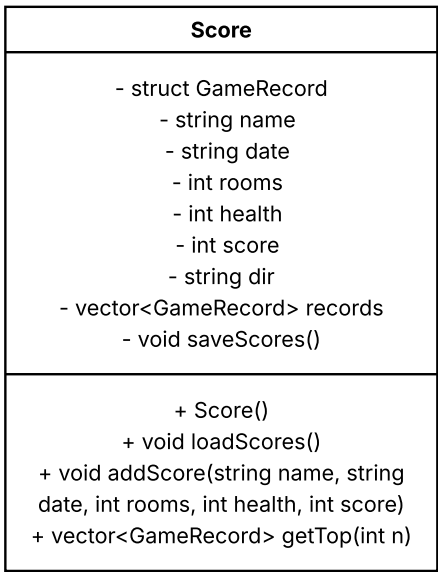 Score
- struct GameRecord
- string name
- string date
- int rooms
- int health
- int score
- string dir
- vector<GameRecord> records
- void saveScores()
+ Score()
+ void loadScores()
+ void addScore(string name, string
date, int rooms, int health, int score)
+ vector<GameRecord> getTop(int n)